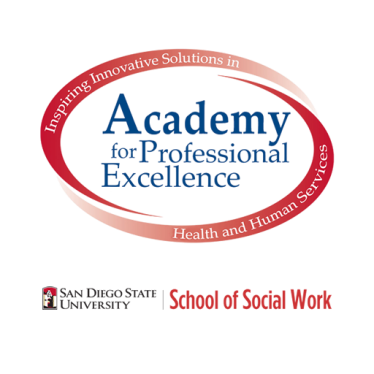 Inspiring Innovative Solutions in
Academy
for Professional
Excellence
Health and Human Services
SAN DIEGO STATE
UNIVERSITY
School of Social Work